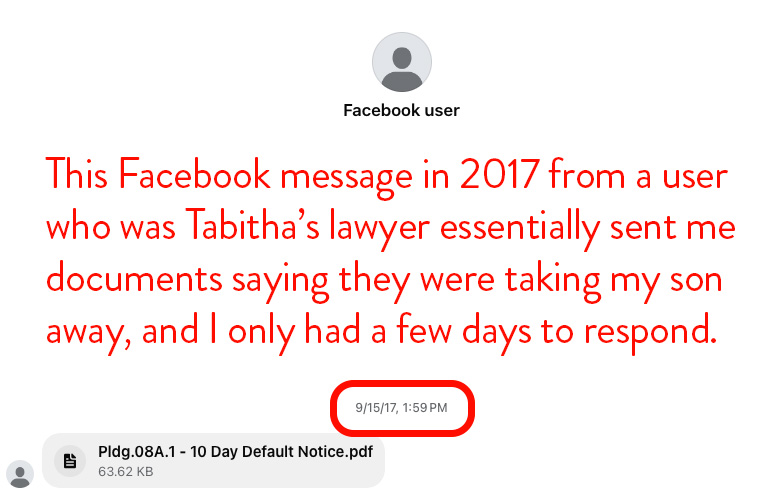 Facebook user
This Facebook message in 2017 from a user
who was Tabitha's lawyer essentially sent me
documents saying they were taking my son
away, and I only had a few days to respond.
9/15/17, 1:59 PM
Pldg.08A.1 - 10 Day Default Notice.pdf
63.62 KB